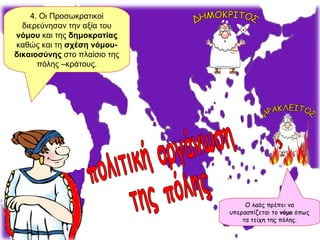 4. Οι Προσωκρατικοί
διερεύνησαν την αξία του
νόμου και της δημοκρατίας
καθώς και τη σχέση νόμου-
δικαιοσύνης στο πλαίσιο της
πόλης –κράτους.
ΔΗΜΟΚΡΙΤΟΣ
ΗΡΑΚΛΕΙΤΟΣ
πολιτική οργάνωση
της πόλης
Ο λαός πρέπει να
υπερασπίζεται το νόμο όπως
τα τείχη της πόλης.